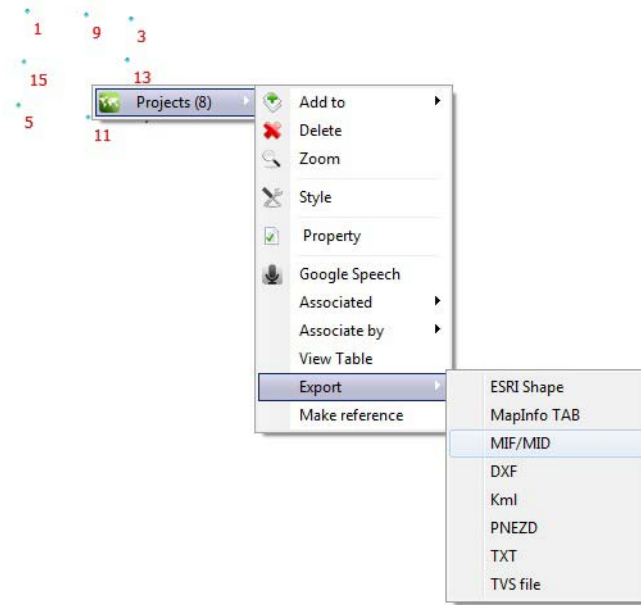 1
9
3
15
13
Projects (8)
5
11
Add to
Delete
Zoom
Style
Property
Google Speech
Associated
Associate by
View Table
Export
Make reference
ESRI Shape
MapInfo TAB
MIF/MID
DXF
Kml
PNEZD
TXT
TVS file